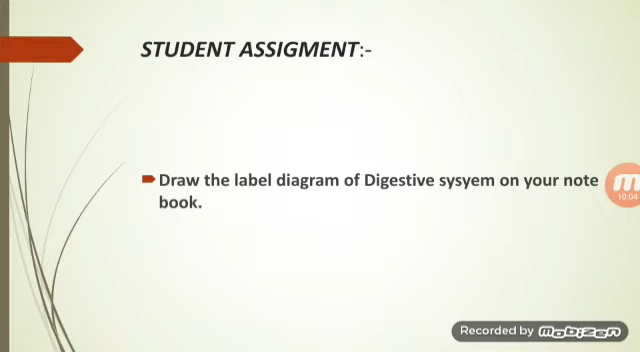 STUDENT ASSIGMENT:-
Draw the label diagram of Digestive sysyem on your note
book.
10:04
Recorded by mobizen